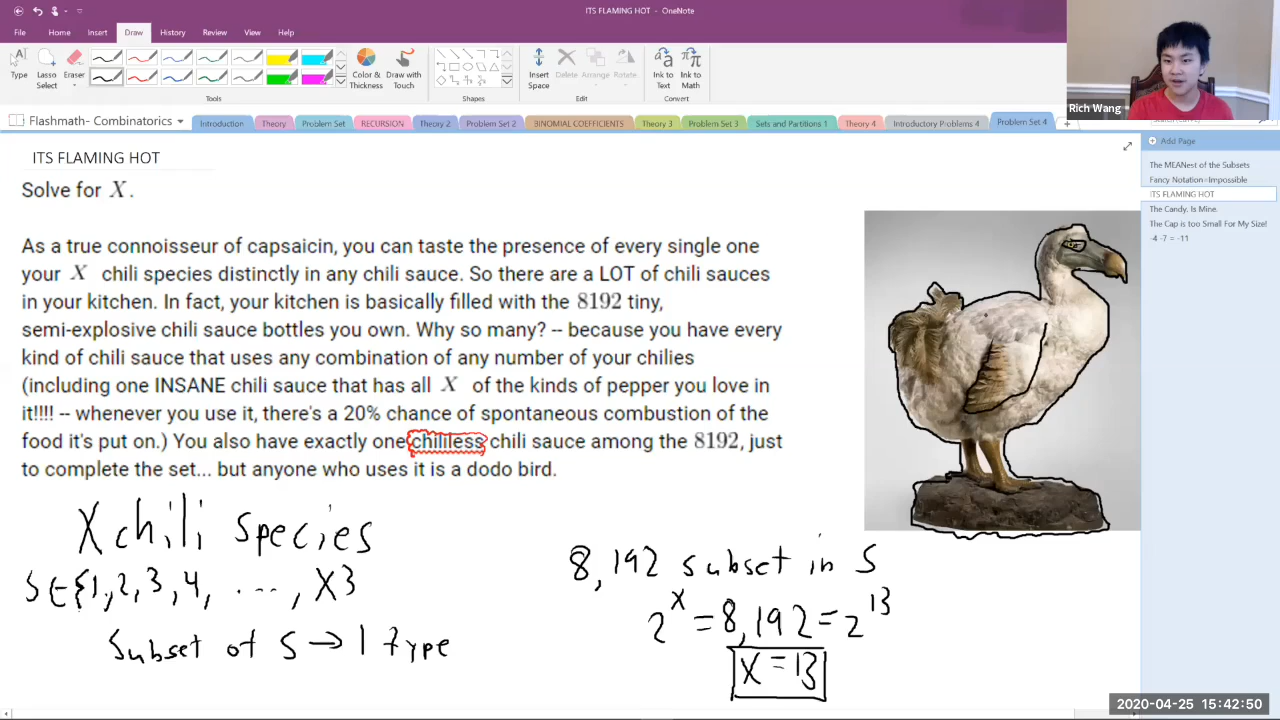 ITS FLAMING HOT - OneNote
File Home Insert Draw History Review View Help
Type
Lasso Select
Eraser
Color & Thickness
Draw with Touch
Insert Space
Delete
Arrange
Rotate
Ink to Text
Ink to Math
Tools
Shapes
Edit
Convert
Rich Wang
Flashmath- Combinatorics
Introduction Theory Problem Set RECURSION Theory 2 Problem Set 2 BINOMIAL COEFFICIENTS Theory 3 Problem Set 3 Sets and Partitions 1 Theory 4 Introductory Problems 4 Problem Set 4
Add Page
The MEANest of the Subsets
Fancy Notation=Impossible
ITS FLAMING HOT
The Candy. Is Mine.
The Cap is too Small For My Size!
-4 -7 = -11
ITS FLAMING HOT
Solve for X.
As a true connoisseur of capsaicin, you can taste the presence of every single one
your X chili species distinctly in any chili sauce. So there are a LOT of chili sauces
in your kitchen. In fact, your kitchen is basically filled with the 8192 tiny,
semi-explosive chili sauce bottles you own. Why so many? -- because you have every
kind of chili sauce that uses any combination of any number of your chilies
(including one INSANE chili sauce that has all X of the kinds of pepper you love in
it!!!! -- whenever you use it, there's a 20% chance of spontaneous combustion of the
food it's put on.) You also have exactly one chililess chili sauce among the 8192, just
to complete the set... but anyone who uses it is a dodo bird.
X chili species
S ∈ {1, 2, 3, 4, ..., X}
Subset of S → 1 type
8,192 subset in S
2^x = 8,192 = 2^13
x = 13
2020-04-25 15:42:50